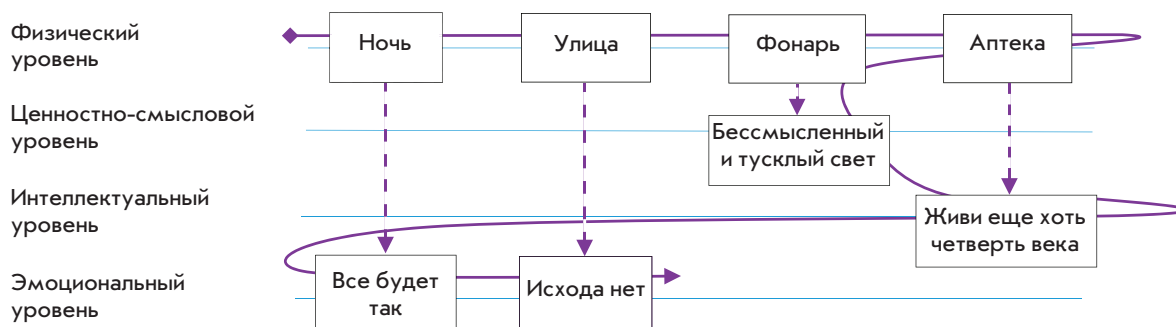 Физический
уровень
Ночь
Улица
Фонарь
Аптека
Ценностно-смысловой
уровень
Бессмысленный
и тусклый свет
Интеллектуальный
уровень
Живи еще хоть
четверть века
Эмоциональный
уровень
Все будет
так
Исхода нет